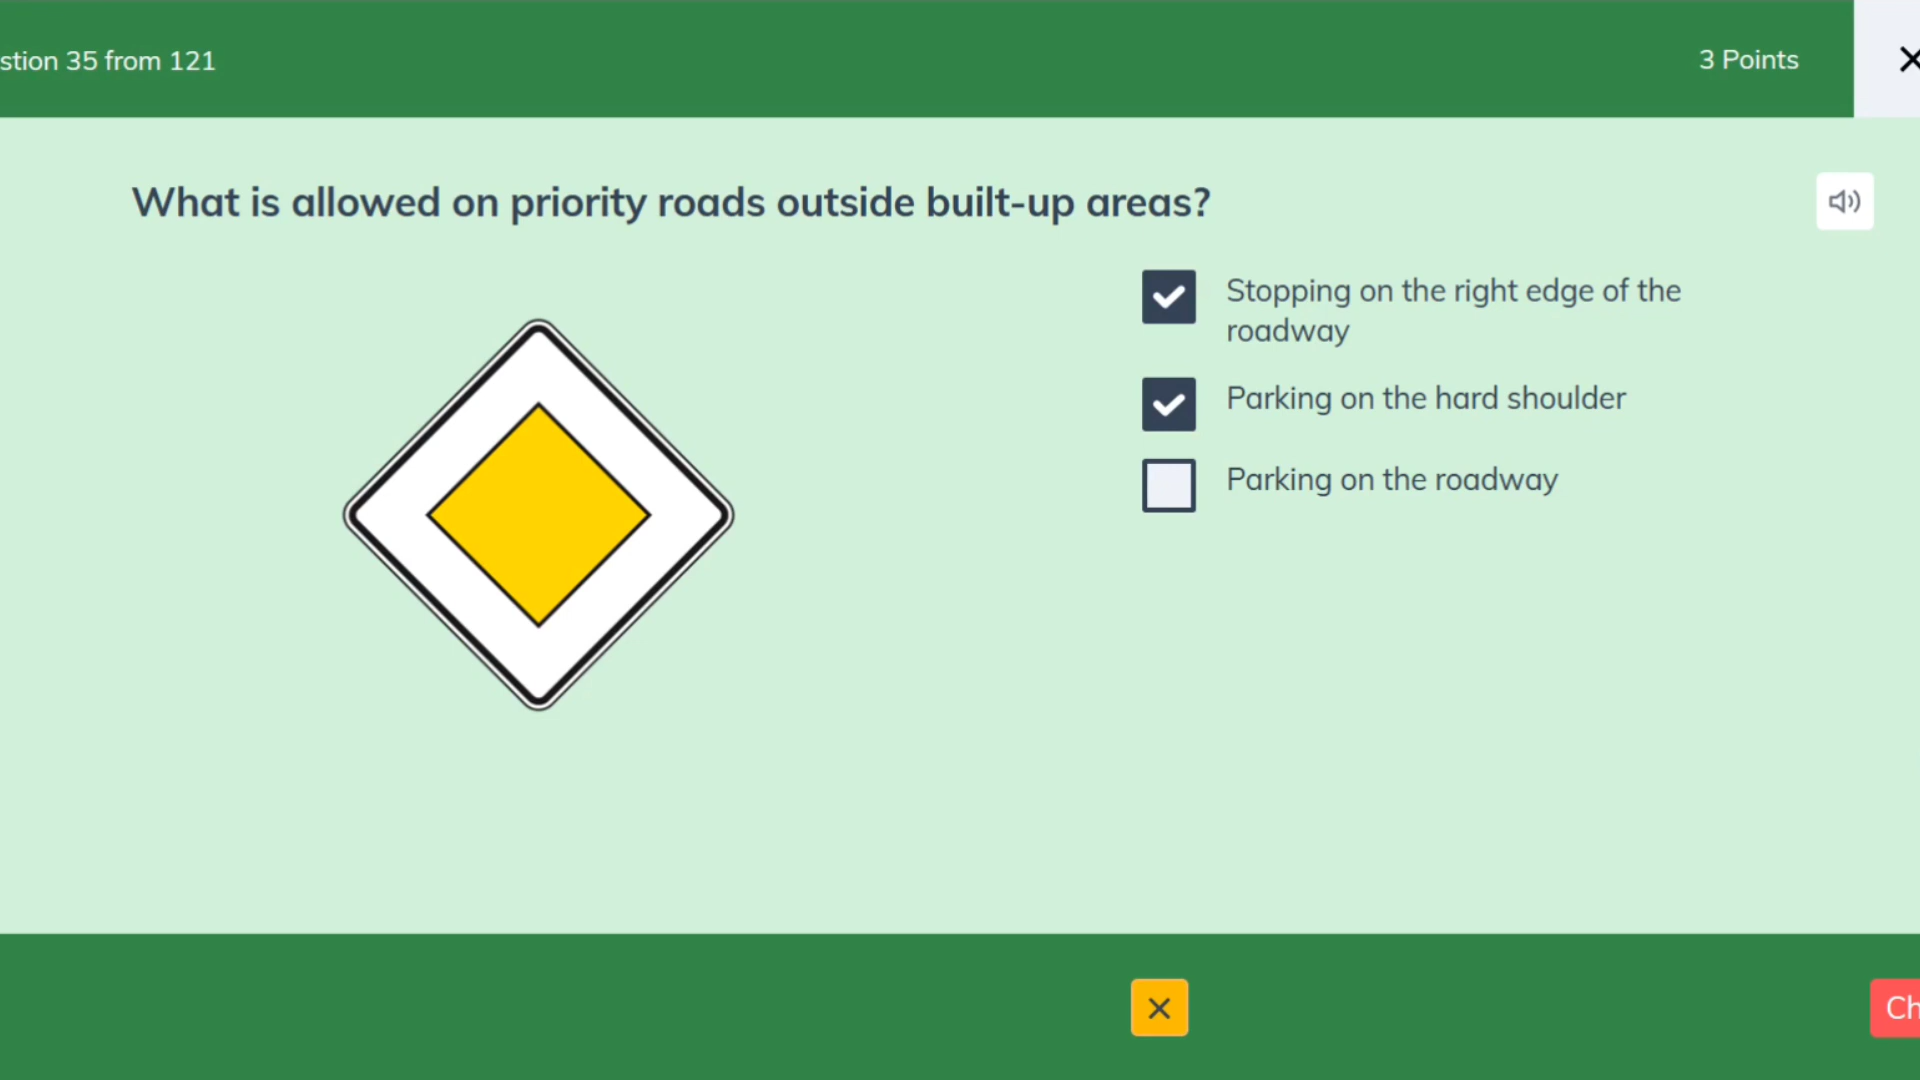 stion 35 from 121
3 Points
What is allowed on priority roads outside built-up areas?
Stopping on the right edge of the
roadway
Parking on the hard shoulder
Parking on the roadway
Ch